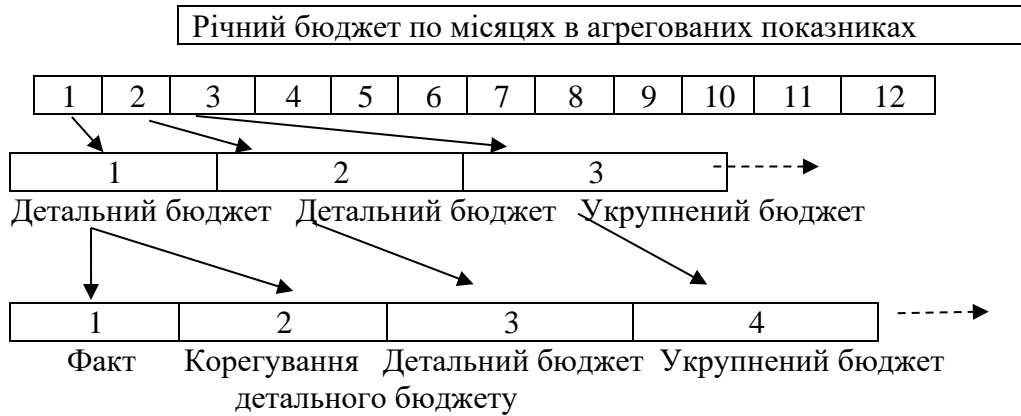 Річний бюджет по місяцях в агрегованих показниках
1 2 3 4 5 6 7 8 9 10 11 12
1 2 3
Детальний бюджет Детальний бюджет Укрупнений бюджет
1 2 3 4
Факт Корегування Детальний бюджет Укрупнений бюджет
детального бюджету